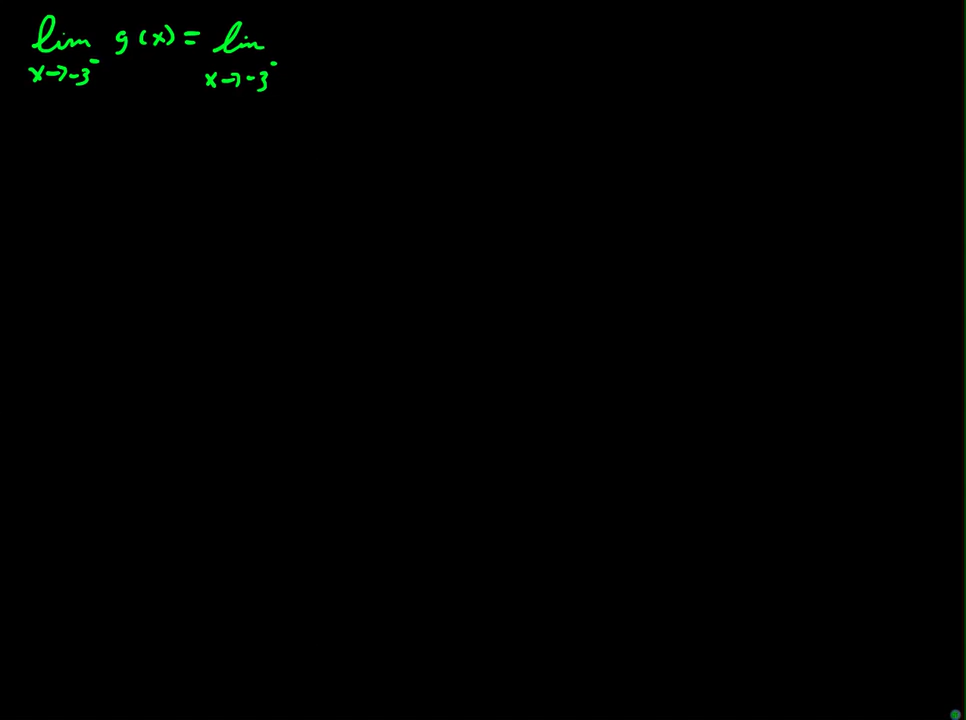 lim g(x) = lim
x→-3⁻ x→-3⁻